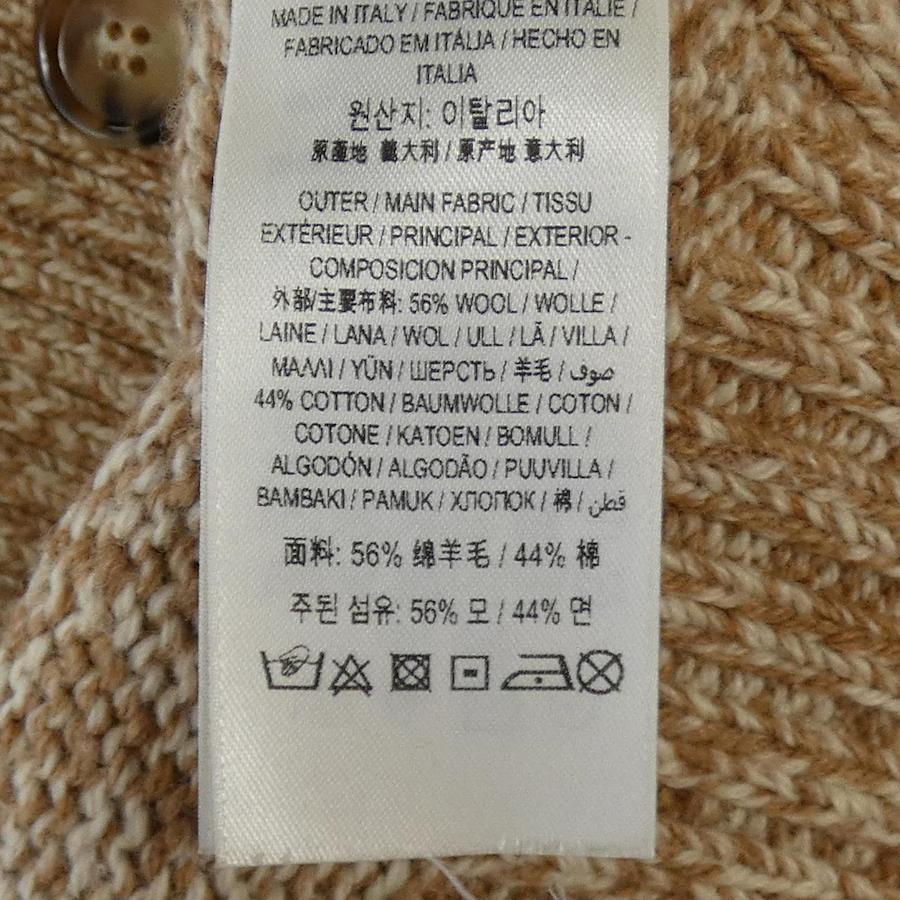 MADE IN ITALY / FABRIQUE EN ITALIE /
FABRICADO EM ITÁLIA / HECHO EN
ITALIA
원산지: 이탈리아
原產地 義大利 / 原产地 意大利
OUTER / MAIN FABRIC / TISSU
EXTÉRIEUR / PRINCIPAL / EXTERIOR -
COMPOSICION PRINCIPAL /
外部/主要布料: 56% WOOL / WOLLE /
LAINE / LANA / WOL / ULL / LÃ / VILLA /
ΜΑΛΛΙ / YÜN / ШЕРСТЬ / 羊毛 / صوف
44% COTTON / BAUMWOLLE / COTON /
COTONE / KATOEN / BOMULL /
ALGODÓN / ALGODÃO / PUUVILLA /
BAMBAKI / PAMUK / ХЛОПОК / 棉 / قطن
面料: 56% 绵羊毛 / 44% 棉
주된 섬유: 56% 모 / 44% 면